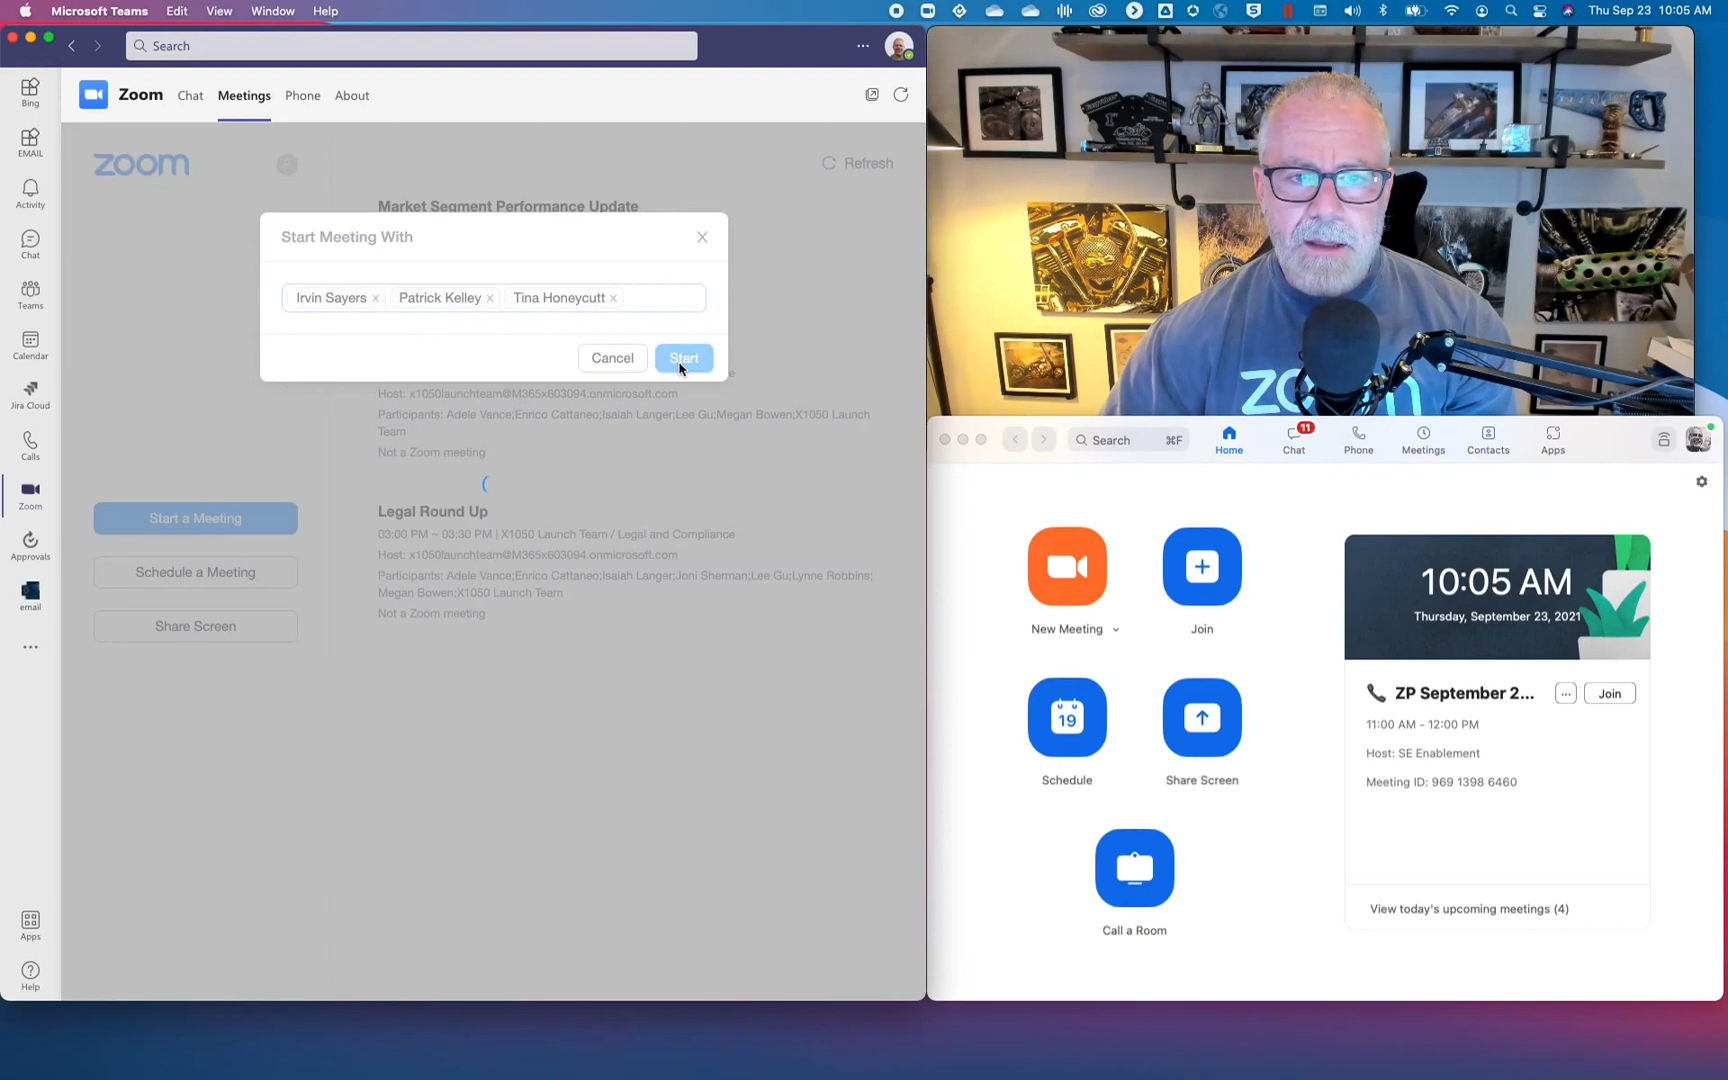 Microsoft Teams Edit View Window Help
Thu Sep 23 10:05 AM
Search
Bing
EMAIL
Activity
Chat
Teams
Calendar
Jira Cloud
Calls
Zoom
Approvals
email
Apps
Help
Zoom Chat Meetings Phone About
zoom
Refresh
Start a Meeting
Schedule a Meeting
Share Screen
Market Segment Performance Update
Start Meeting With
Irvin Sayers × Patrick Kelley × Tina Honeycutt ×
Cancel Start
Host: x1050launchteam@M365x603094.onmicrosoft.com
Participants: Adele Vance;Enrico Cattaneo;Isaiah Langer;Lee Gu;Megan Bowen;X1050 Launch
Team
Not a Zoom meeting
Legal Round Up
03:00 PM – 03:30 PM | X1050 Launch Team / Legal and Compliance
Host: x1050launchteam@M365x603094.onmicrosoft.com
Participants: Adele Vance;Enrico Cattaneo;Isaiah Langer;Joni Sherman;Lee Gu;Lynne Robbins;
Megan Bowen;X1050 Launch Team
Not a Zoom meeting
zoom
Search ⌘F
Home
11
Chat
Phone
Meetings
Contacts
Apps
New Meeting
Join
19
Schedule
Share Screen
Call a Room
10:05 AM
Thursday, September 23, 2021
ZP September 2... ... Join
11:00 AM - 12:00 PM
Host: SE Enablement
Meeting ID: 969 1398 6460
View today's upcoming meetings (4)